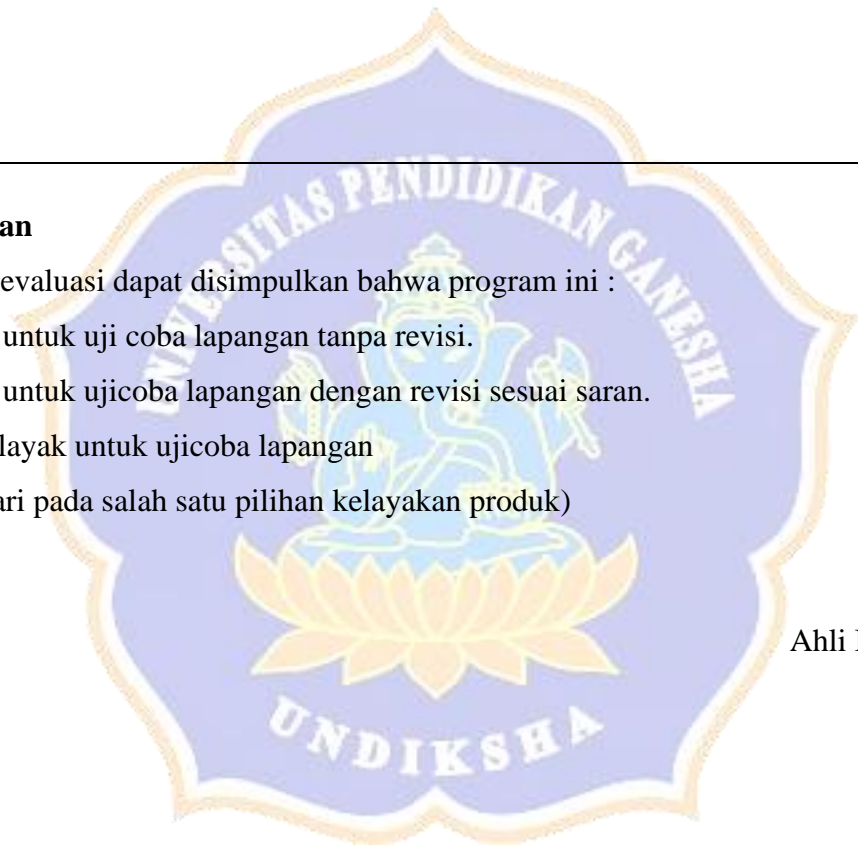 UNIVERSITAS PENDIDIKAN GANESHA
an
evaluasi dapat disimpulkan bahwa program ini :
untuk uji coba lapangan tanpa revisi.
untuk ujicoba lapangan dengan revisi sesuai saran.
layak untuk ujicoba lapangan
ari pada salah satu pilihan kelayakan produk)
Ahli
UNDIKSHA